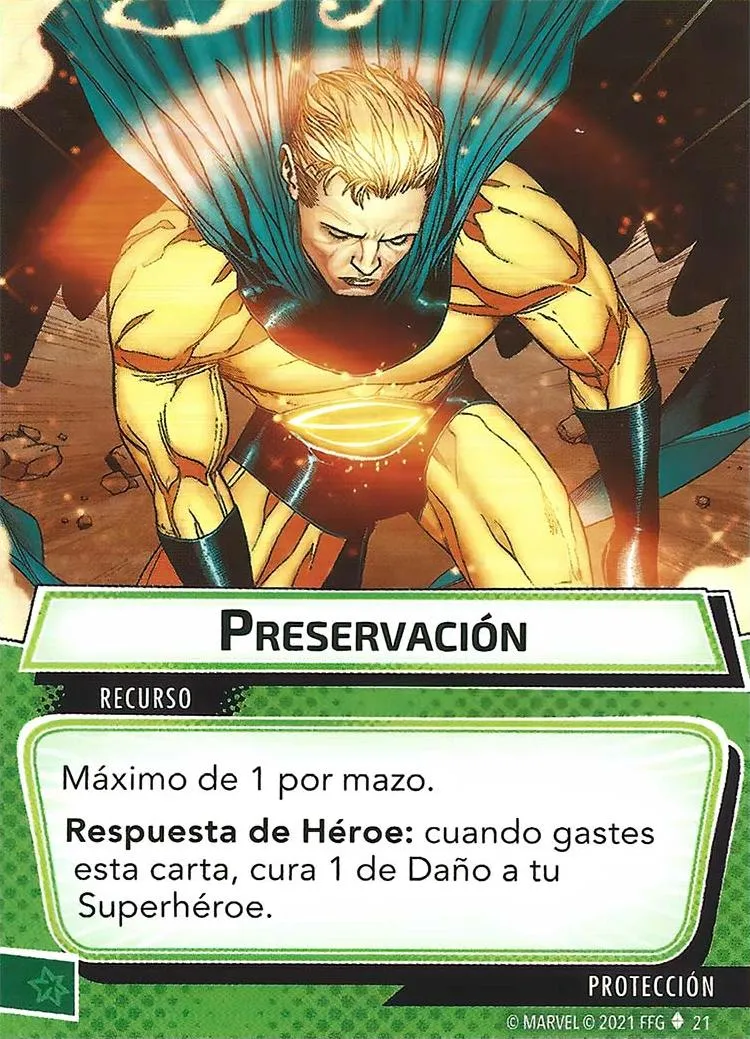 PRESERVACIÓN
RECURSO
Máximo de 1 por mazo.
Respuesta de Héroe: cuando gastes
esta carta, cura 1 de Daño a tu
Superhéroe.
PROTECCIÓN
© MARVEL © 2021 FFG 21